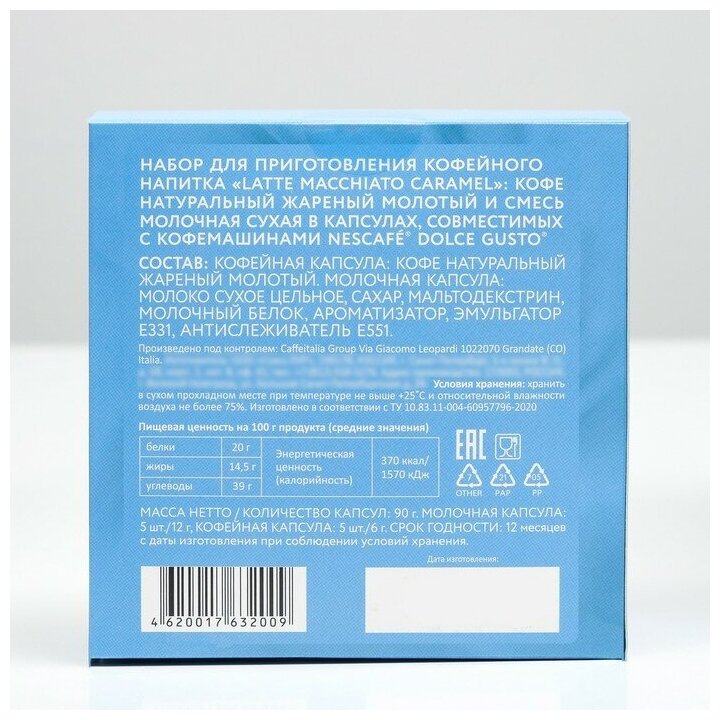 НАБОР ДЛЯ ПРИГОТОВЛЕНИЯ КОФЕЙНОГО
НАПИТКА «LATTE MACCHIATO CARAMEL»: КОФЕ
НАТУРАЛЬНЫЙ ЖАРЕНЫЙ МОЛОТЫЙ И СМЕСЬ
МОЛОЧНАЯ СУХАЯ В КАПСУЛАХ, СОВМЕСТИМЫХ
С КОФЕМАШИНАМИ NESCAFÉ® DOLCE GUSTO®
СОСТАВ: КОФЕЙНАЯ КАПСУЛА: КОФЕ НАТУРАЛЬНЫЙ
ЖАРЕНЫЙ МОЛОТЫЙ. МОЛОЧНАЯ КАПСУЛА:
МОЛОКО СУХОЕ ЦЕЛЬНОЕ, САХАР, МАЛЬТОДЕКСТРИН,
МОЛОЧНЫЙ БЕЛОК, АРОМАТИЗАТОР, ЭМУЛЬГАТОР
Е331, АНТИСЛЕЖИВАТЕЛЬ Е551.
Произведено под контролем: Caffeitalia Group Via Giacomo Leopardi 1022070 Grandate (CO)
Italia.
Условия хранения: хранить
в сухом прохладном месте при температуре не выше +25˚С и относительной влажности
воздуха не более 75%. Изготовлено в соответствии с ТУ 10.83.11-004-60957796-2020
Пищевая ценность на 100 г продукта (средние значения)
белки 20 г
жиры 14,5 г
углеводы 39 г
Энергетическая
ценность
(калорийность)
370 ккал/
1570 кДж
EAC
7 21 05
OTHER PAP PP
МАССА НЕТТО / КОЛИЧЕСТВО КАПСУЛ: 90 г. МОЛОЧНАЯ КАПСУЛА:
5 шт./12 г, КОФЕЙНАЯ КАПСУЛА: 5 шт./6 г. СРОК ГОДНОСТИ: 12 месяцев
с даты изготовления при соблюдении условий хранения.
Дата изготовления:
4 620017 632009